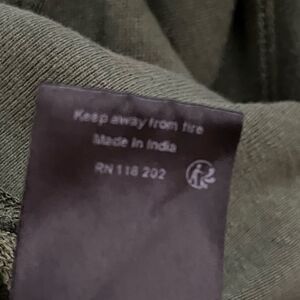 Keep away from fire
Made in India
RN 118 202